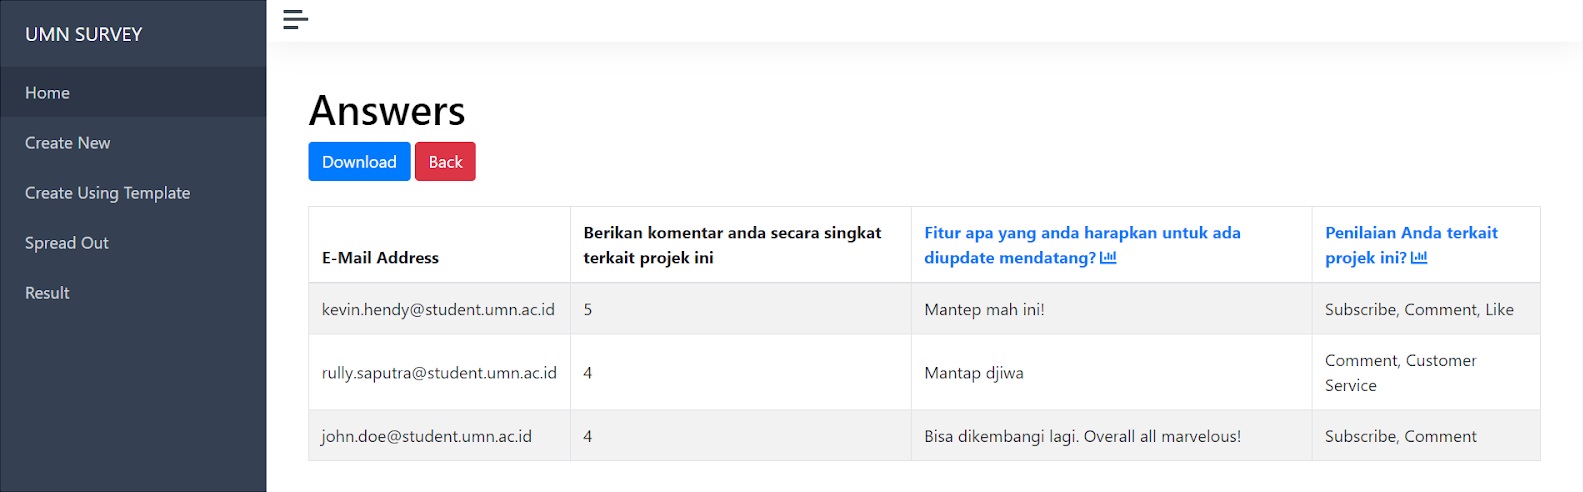 UMN SURVEY
Home
Create New
Create Using Template
Spread Out
Result
Answers
Download Back
E-Mail Address
Berikan komentar anda secara singkat
terkait projek ini
Fitur apa yang anda harapkan untuk ada
diupdate mendatang?
Penilaian Anda terkait
projek ini?
kevin.hendy@student.umn.ac.id 5 Mantep mah ini! Subscribe, Comment, Like
rully.saputra@student.umn.ac.id 4 Mantap djiwa Comment, Customer
Service
john.doe@student.umn.ac.id 4 Bisa dikembangi lagi. Overall all marvelous! Subscribe, Comment